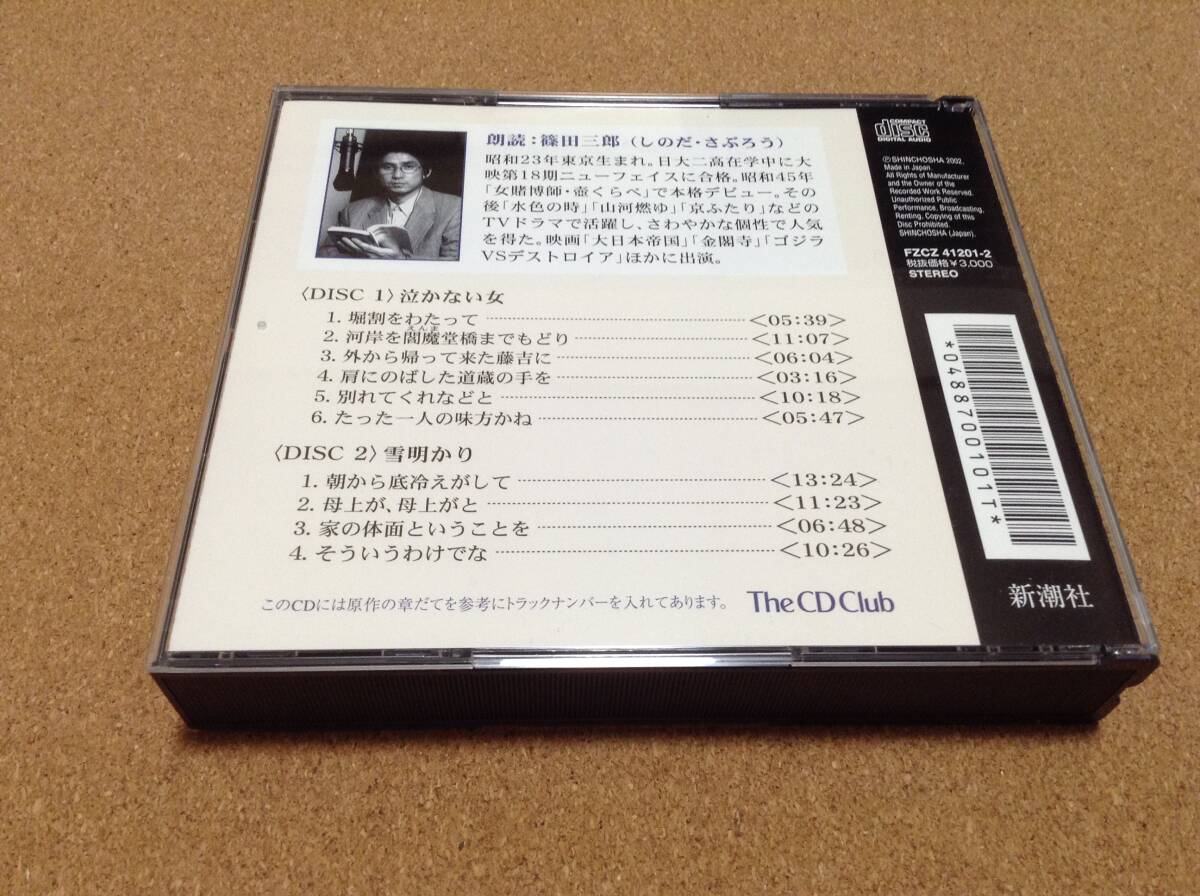 朗読：篠田三郎（しのだ・さぶろう）
昭和23年東京生まれ。日大二高在学中に大
映第18期ニューフェイスに合格。昭和45年
「女賭博師・壺くらべ」で本格デビュー。その
後「水色の時」「山河燃ゆ」「京ふたり」などの
TVドラマで活躍し、さわやかな個性で人気
を得た。映画「大日本帝国」「金閣寺」「ゴジラ
VSデストロイア」ほかに出演。
〈DISC 1〉泣かない女
1. 堀割をわたって <05:39>
えんま
2. 河岸を閻魔堂橋までもどり <11:07>
3. 外から帰って来た藤吉に <06:04>
4. 肩にのばした道蔵の手を <03:16>
5. 別れてくれなどと <10:18>
6. たった一人の味方かね <05:47>
〈DISC 2〉雪明かり
1. 朝から底冷えがして <13:24>
2. 母上が、母上がと <11:23>
3. 家の体面ということを <06:48>
4. そういうわけでな <10:26>
このCDには原作の章だてを参考にトラックナンバーを入れてあります。 The CD Club
COMPACT
disc
DIGITAL AUDIO
ⓅSHINCHOSHA 2002.
Made in Japan.
All Rights of Manufacturer
and the Owner of the
Recorded Work Reserved.
Unauthorized Public
Performance, Broadcasting,
Renting, Copying of this
Disc Prohibited.
SHINCHOSHA (Japan).
FZCZ 41201-2
税抜価格¥3,000
STEREO
*0488700101T*
新潮社